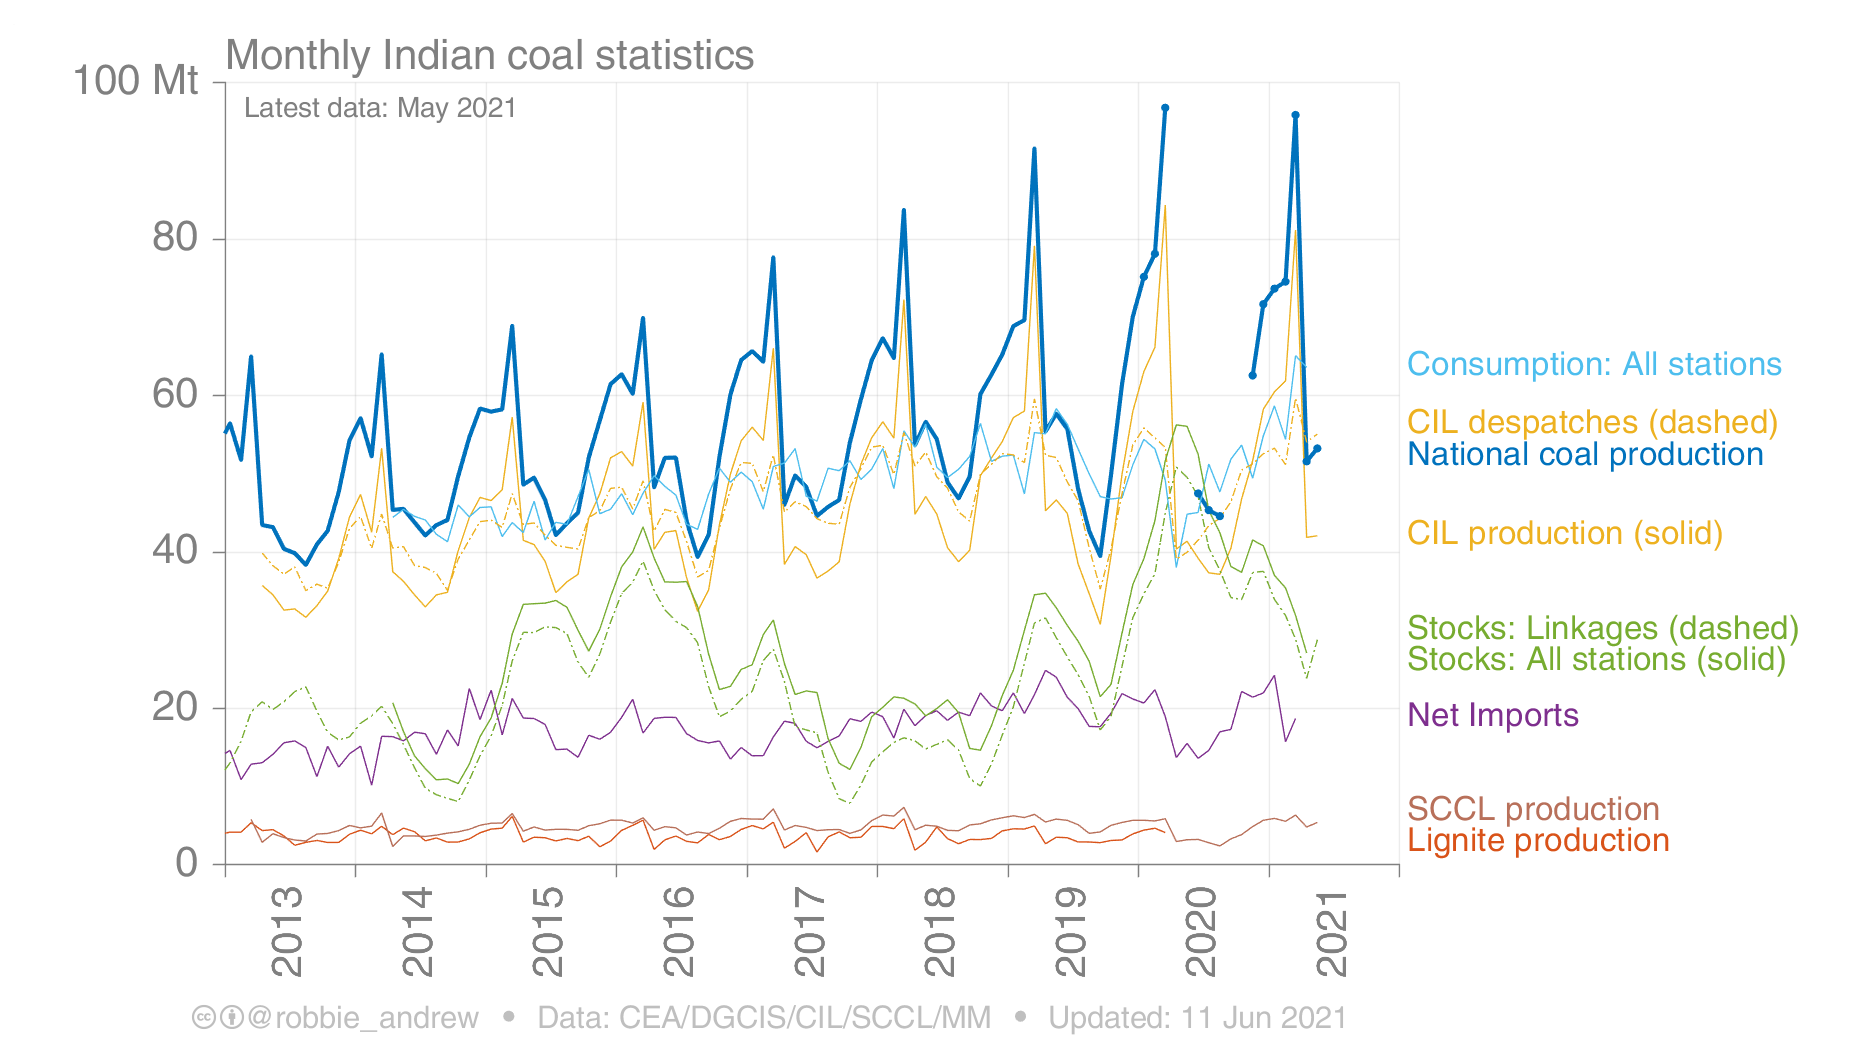 Monthly Indian coal statistics
100 Mt
Latest data: May 2021
80
60
40
20
0
Consumption: All stations
CIL despatches (dashed)
National coal production
CIL production (solid)
Stocks: Linkages (dashed)
Stocks: All stations (solid)
Net Imports
SCCL production
Lignite production
2013
2014
2015
2016
2017
2018
2019
2020
2021
cc @robbie_andrew • Data: CEA/DGCIS/CIL/SCCL/MM • Updated: 11 Jun 2021